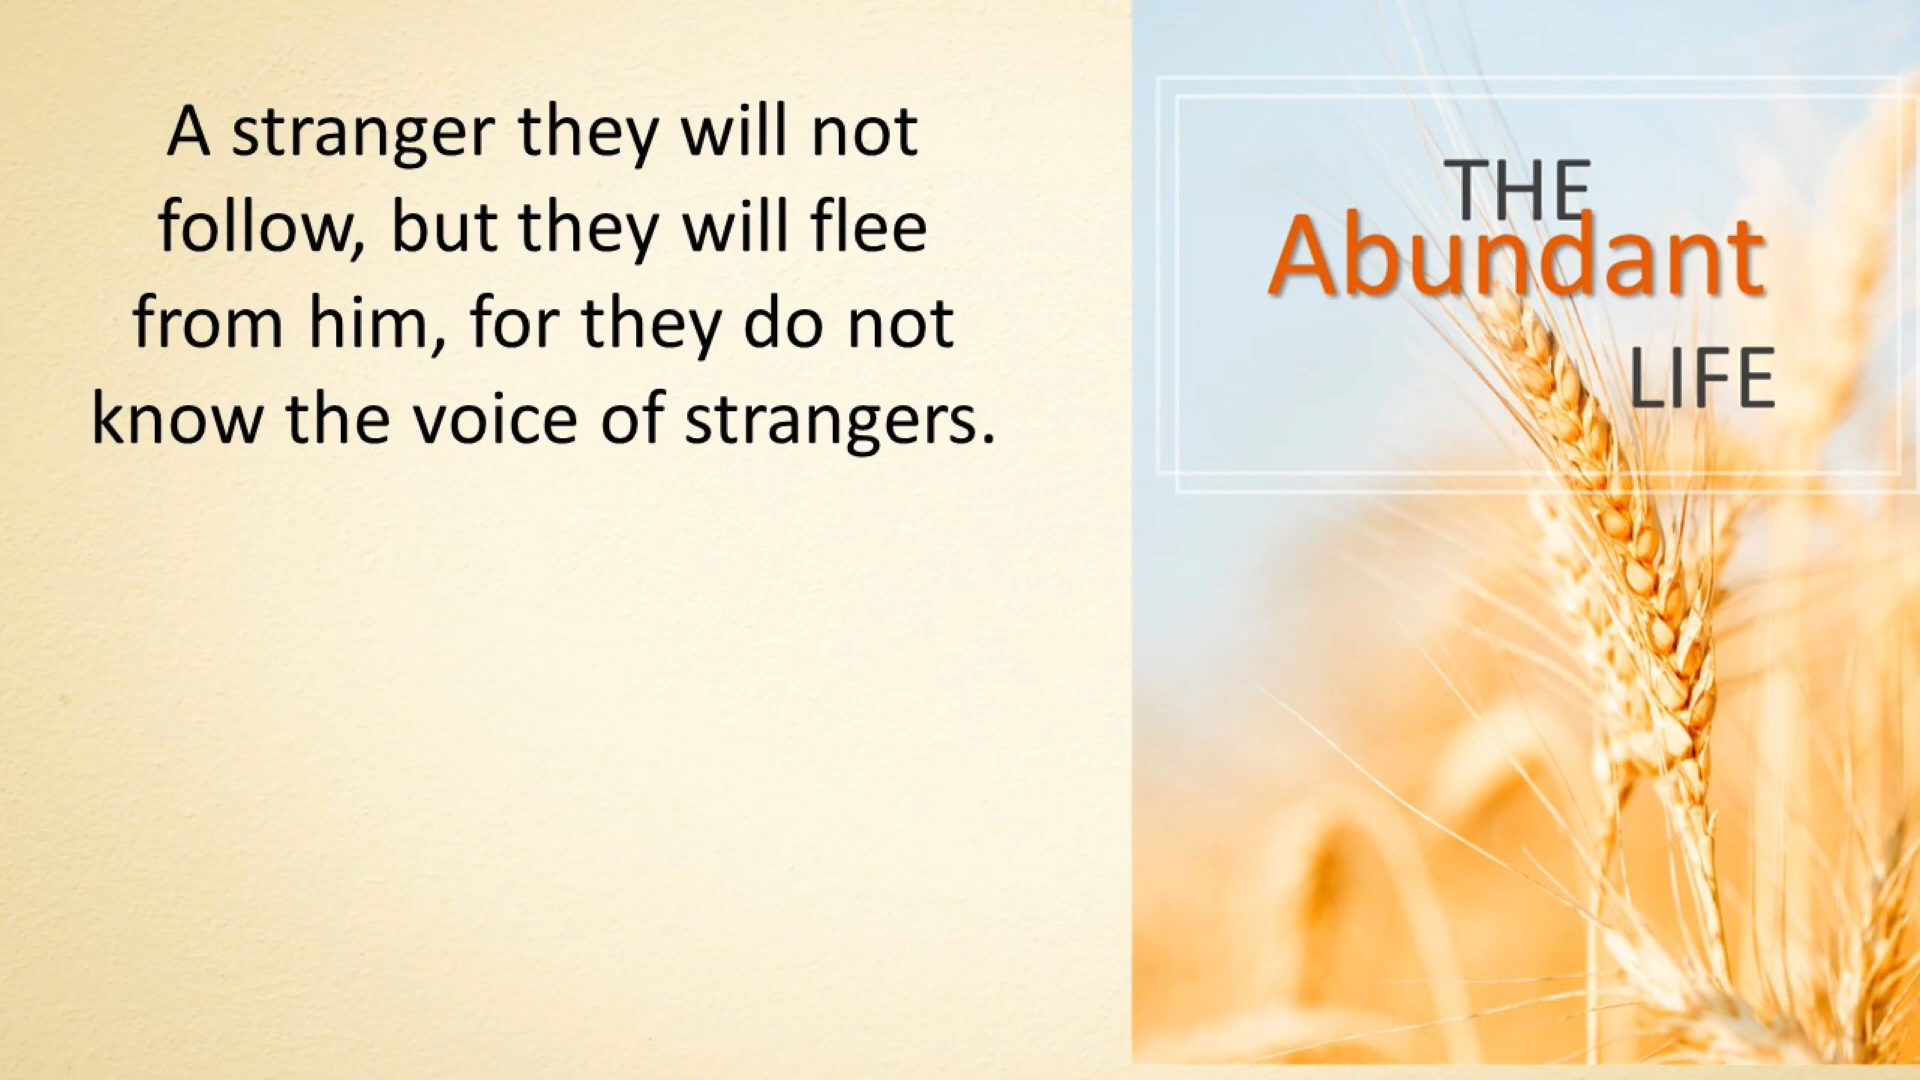 A stranger they will not
follow, but they will flee
from him, for they do not
know the voice of strangers.
THE
Abundant
LIFE